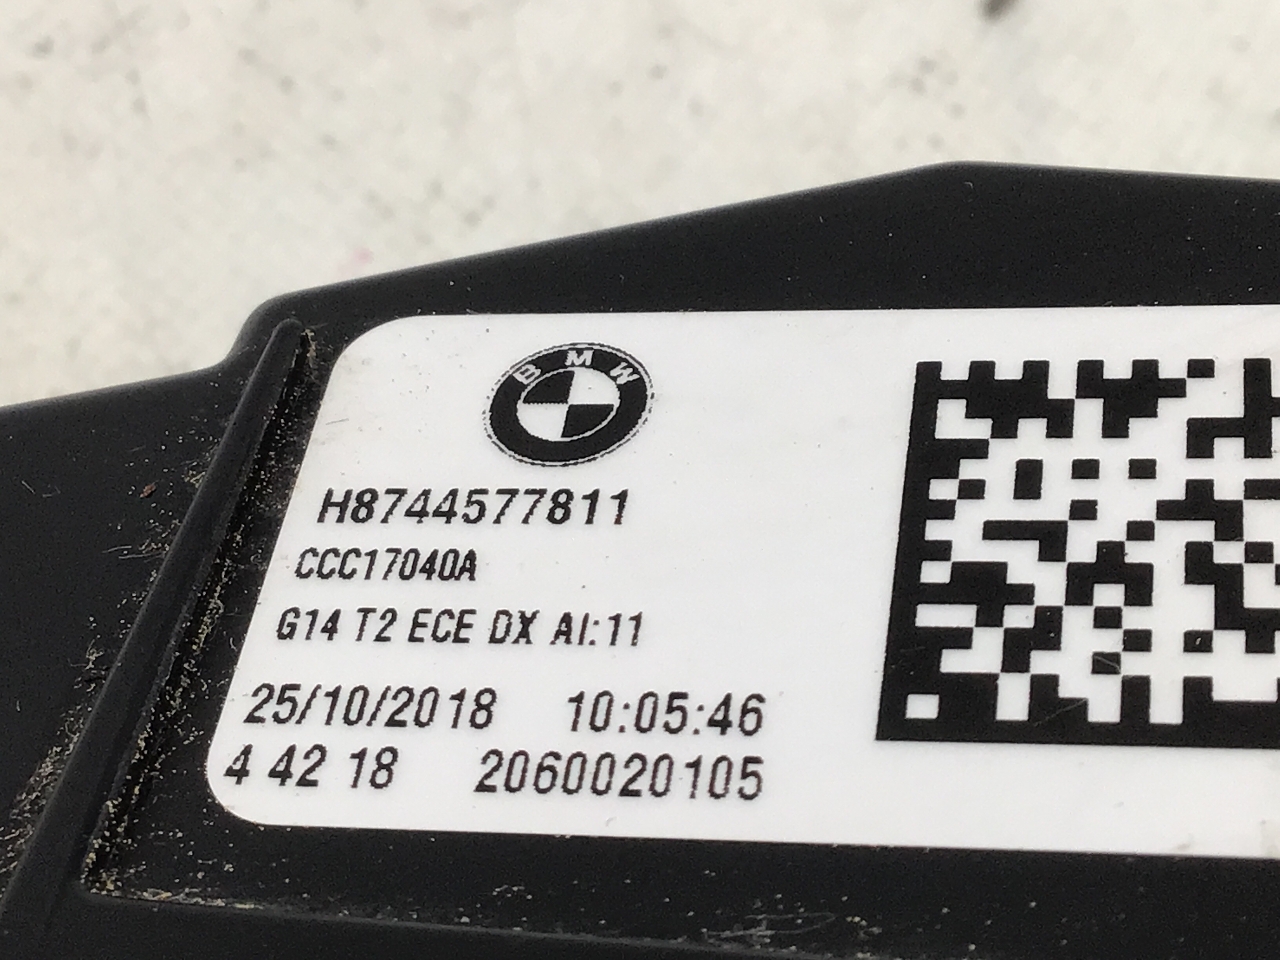 BMW
H8744577811
CCC17040A
G14 T2 ECE DX AI:11
25/10/2018 10:05:46
4 42 18 2060020105